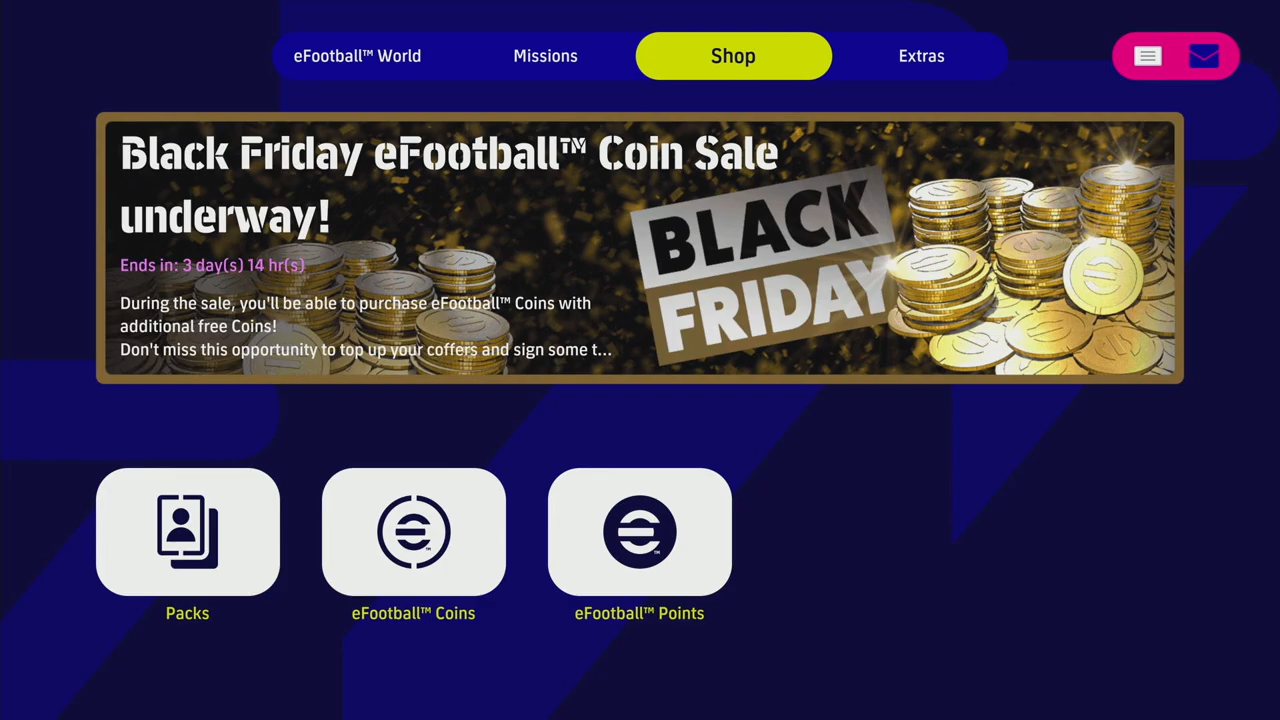 eFootball™ World
Missions
Shop
Extras
Black Friday eFootball™ Coin Sale
underway!
Ends in: 3 day(s) 14 hr(s)
During the sale, you'll be able to purchase eFootball™ Coins with
additional free Coins!
Don't miss this opportunity to top up your coffers and sign some t...
BLACK
FRIDAY
Packs
eFootball™ Coins
eFootball™ Points